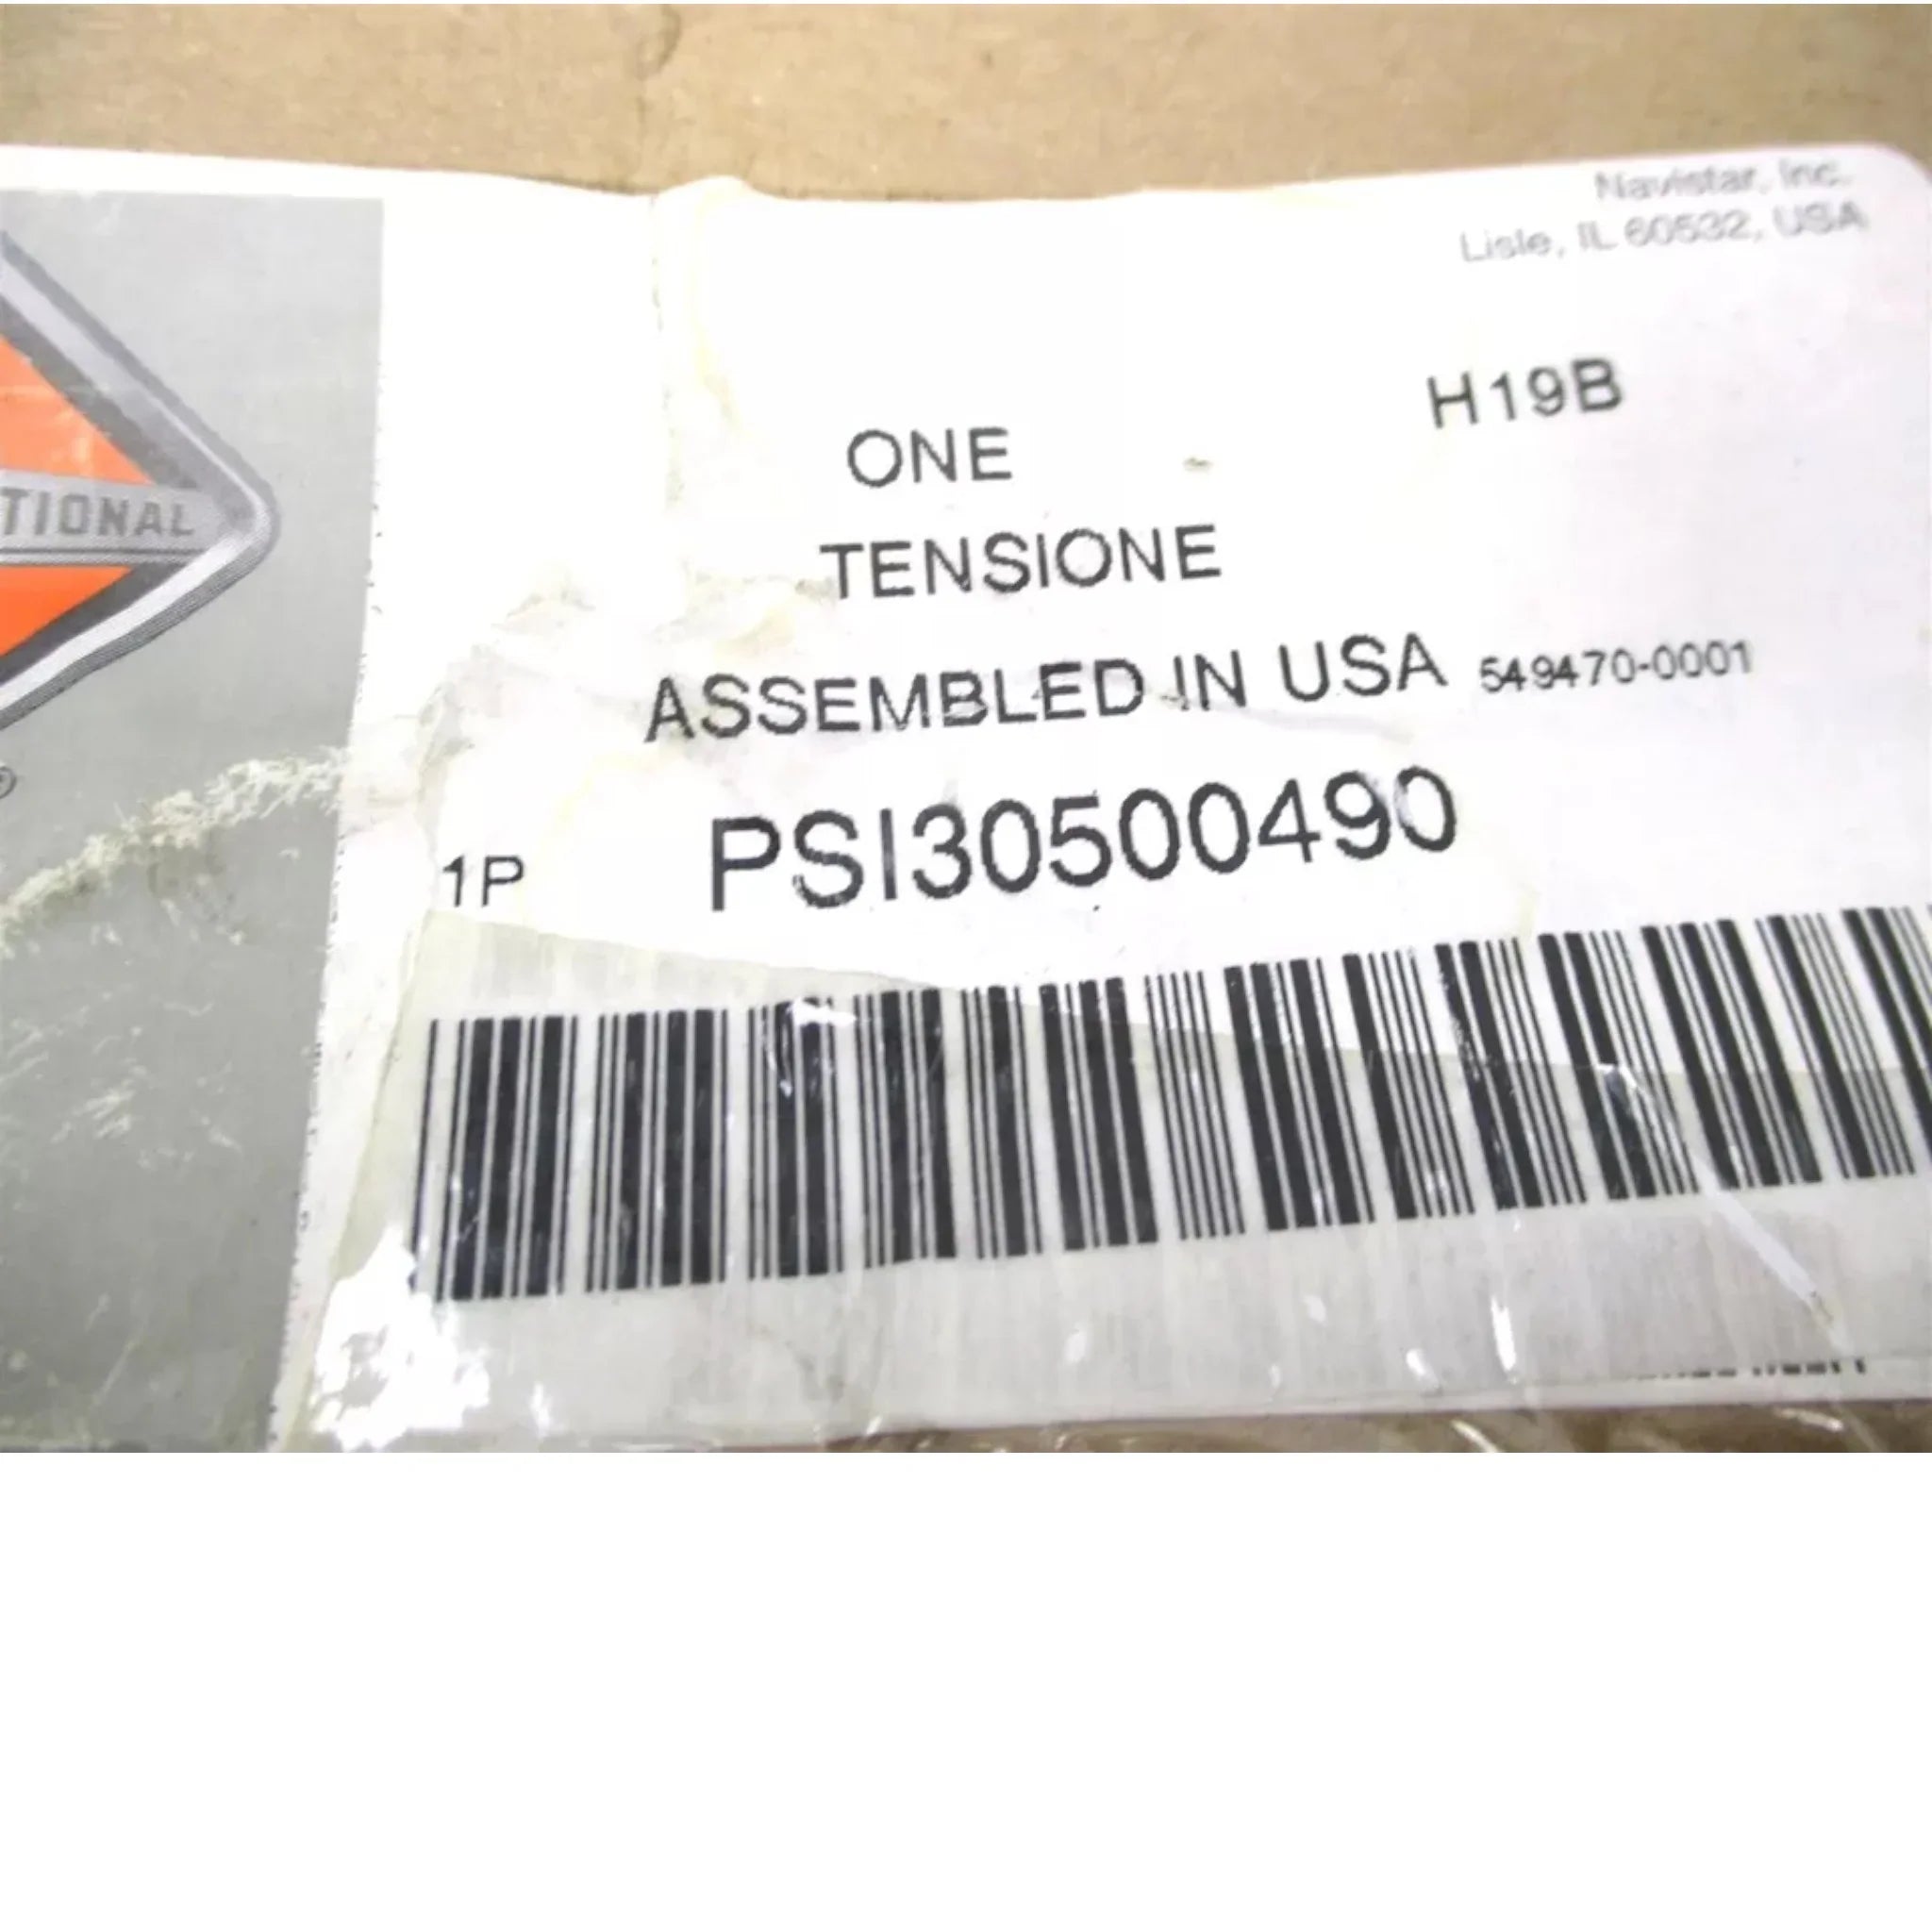 Navistar, Inc.
Lisle, IL 60532, USA
H19B
ONE
TENSIONE
ASSEMBLED IN USA 549470-0001
1P PSI30500490
TIONAL
®